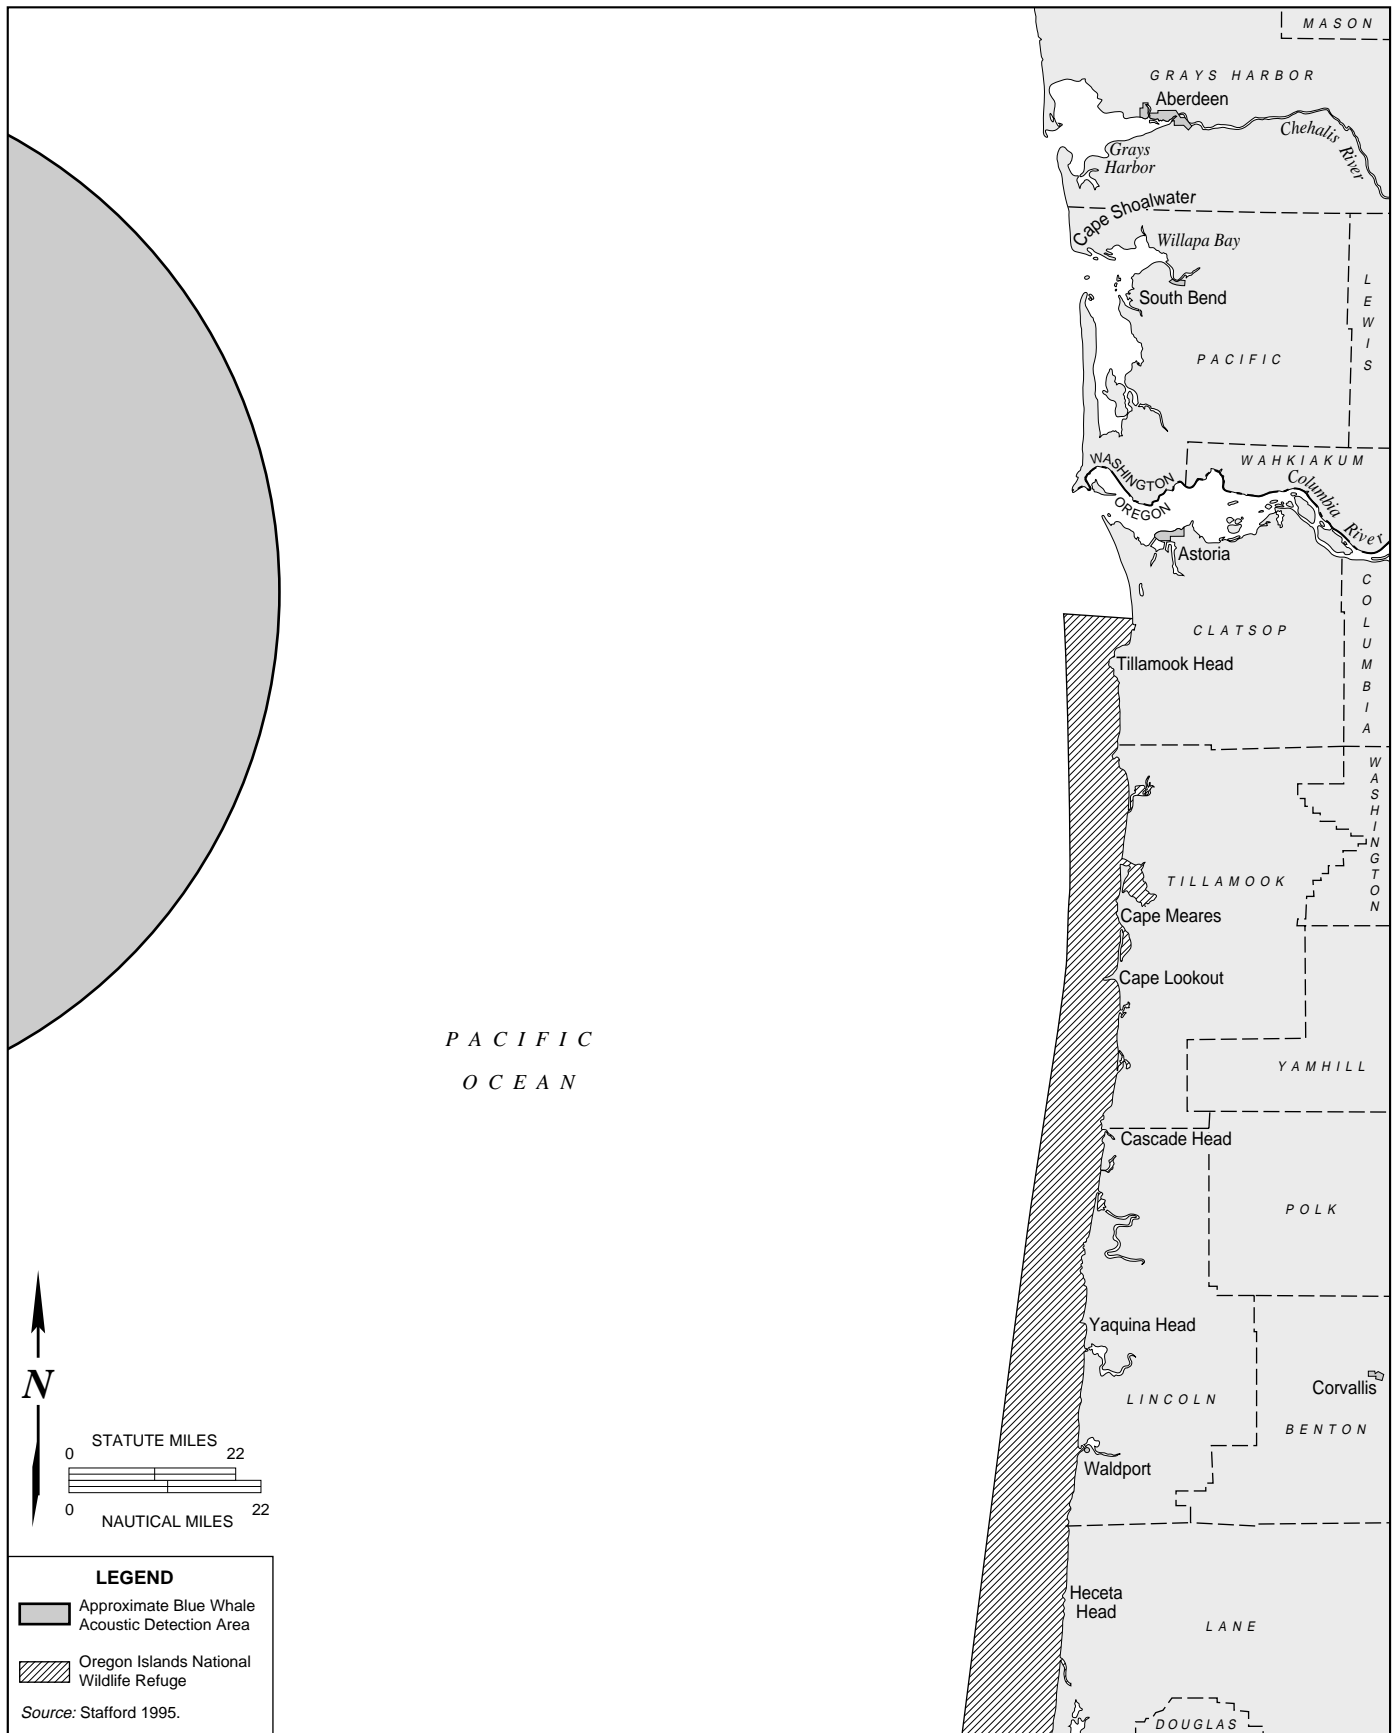 MASON
GRAYS HARBOR
Aberdeen
Chehalis River
Grays
Harbor
Cape Shoalwater
Willapa Bay
South Bend
LEWIS
PACIFIC
WAHKIAKUM
WASHINGTON
OREGON
Columbia River
Astoria
COLUMBIA
CLATSOP
Tillamook Head
WASHINGTON
TILLAMOOK
Cape Meares
Cape Lookout
PACIFIC
OCEAN
YAMHILL
Cascade Head
POLK
Yaquina Head
N
Corvallis
LINCOLN
BENTON
STATUTE MILES
0 22
0 22
NAUTICAL MILES
Waldport
LEGEND
Approximate Blue Whale
Acoustic Detection Area
Oregon Islands National
Wildlife Refuge
Source: Stafford 1995.
Heceta
Head
LANE
DOUGLAS